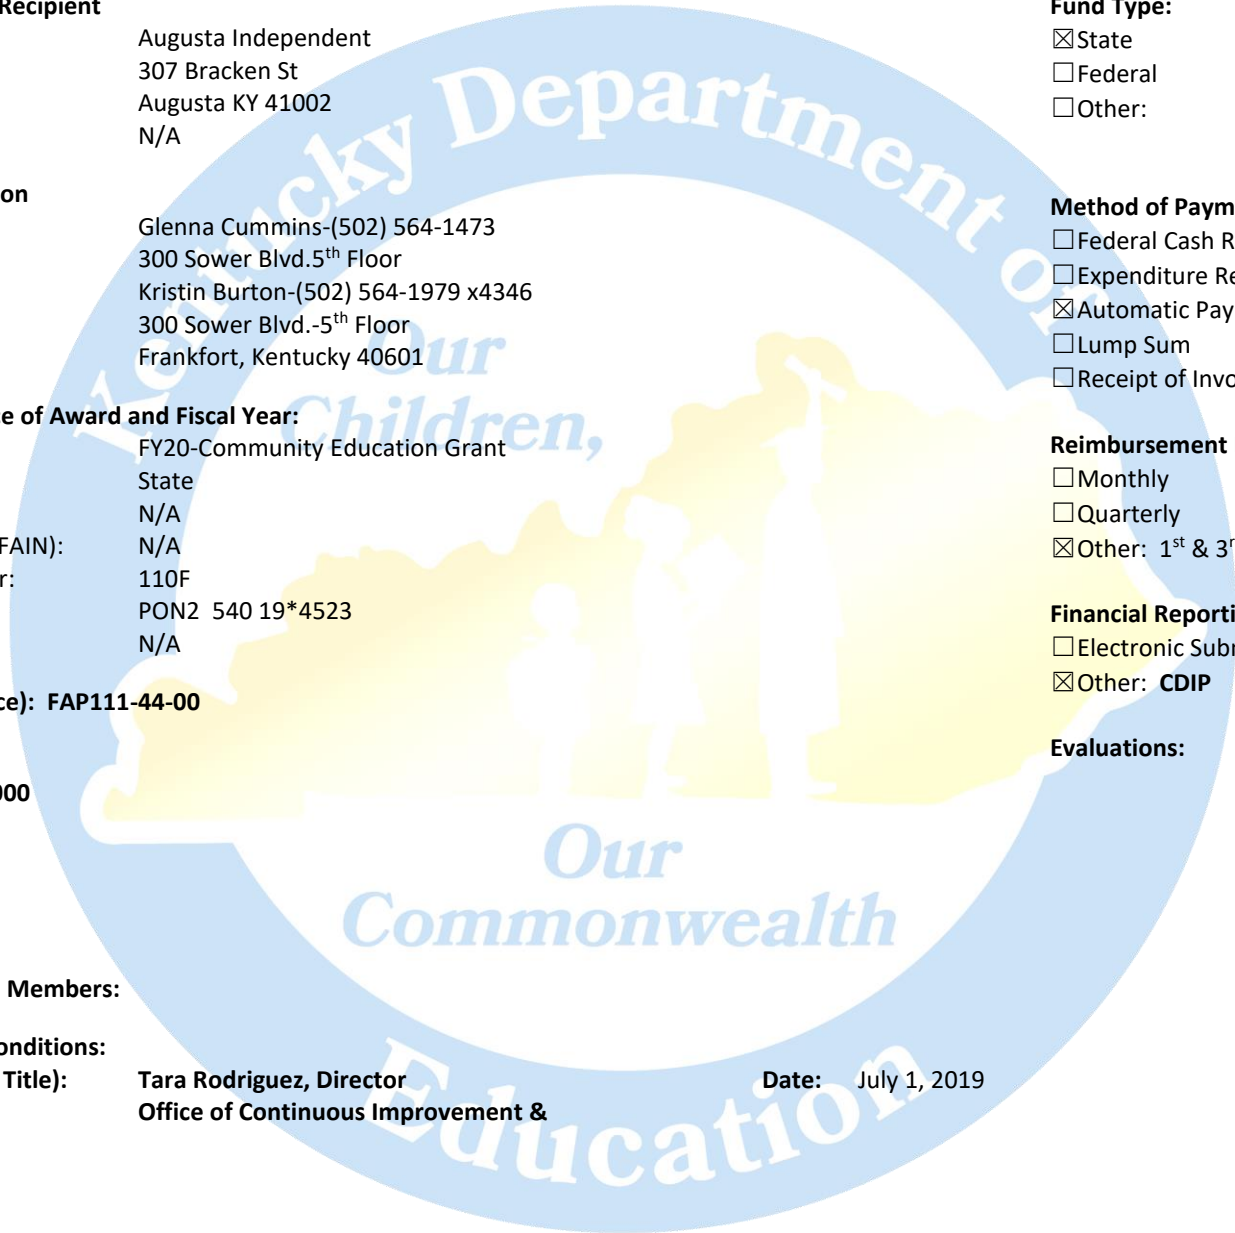 Recipient
Augusta Independent
307 Bracken St
Augusta KY 41002
N/A
on
Glenna Cummins-(502) 564-1473
300 Sower Blvd.5th Floor
Kristin Burton-(502) 564-1979 x4346
300 Sower Blvd.-5th Floor
Frankfort, Kentucky 40601
e of Award and Fiscal Year:
FY20-Community Education Grant
State
N/A
FAIN): N/A
r: 110F
PON2 540 19*4523
N/A
ce): FAP111-44-00
000
Members:
onditions:
Title): Tara Rodriguez, Director Date: July 1, 2019
Office of Continuous Improvement &
Fund Type:
☒State
☐Federal
☐Other:
Method of Paym
☐Federal Cash R
☐Expenditure Re
☒Automatic Pay
☐Lump Sum
☐Receipt of Invo
Reimbursement
☐Monthly
☐Quarterly
☒Other: 1st & 3r
Financial Reporti
☐Electronic Subr
☒Other: CDIP
Evaluations:
Kentucky Department of
Education
Our
Children,
Our
Commonwealth